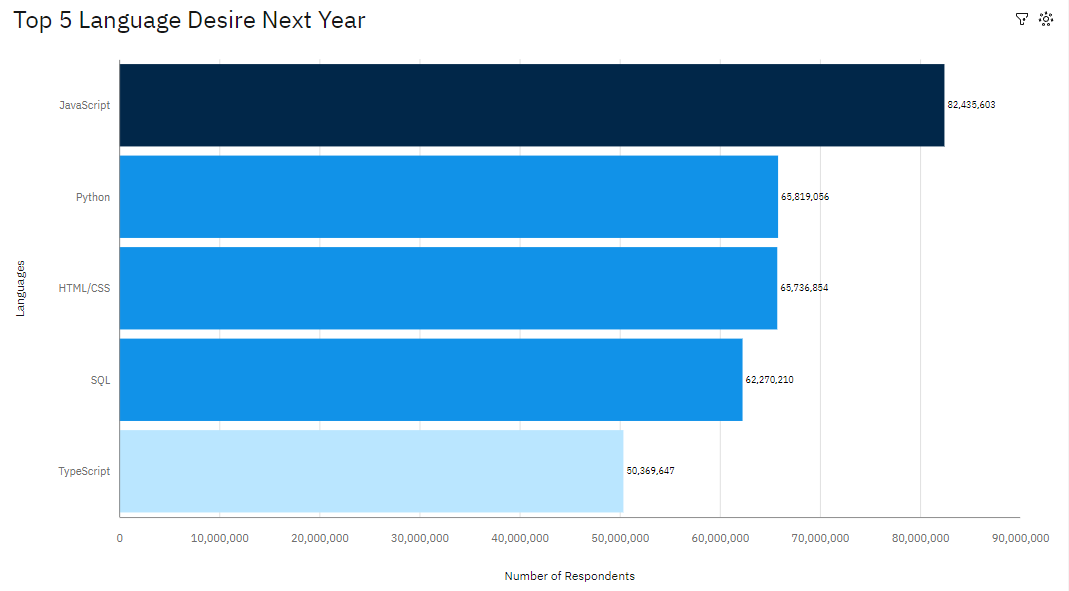 Top 5 Language Desire Next Year
JavaScript
82,435,603
Python
65,819,056
HTML/CSS
65,736,854
SQL
62,270,210
TypeScript
50,369,647
Languages
0
10,000,000
20,000,000
30,000,000
40,000,000
50,000,000
60,000,000
70,000,000
80,000,000
90,000,000
Number of Respondents